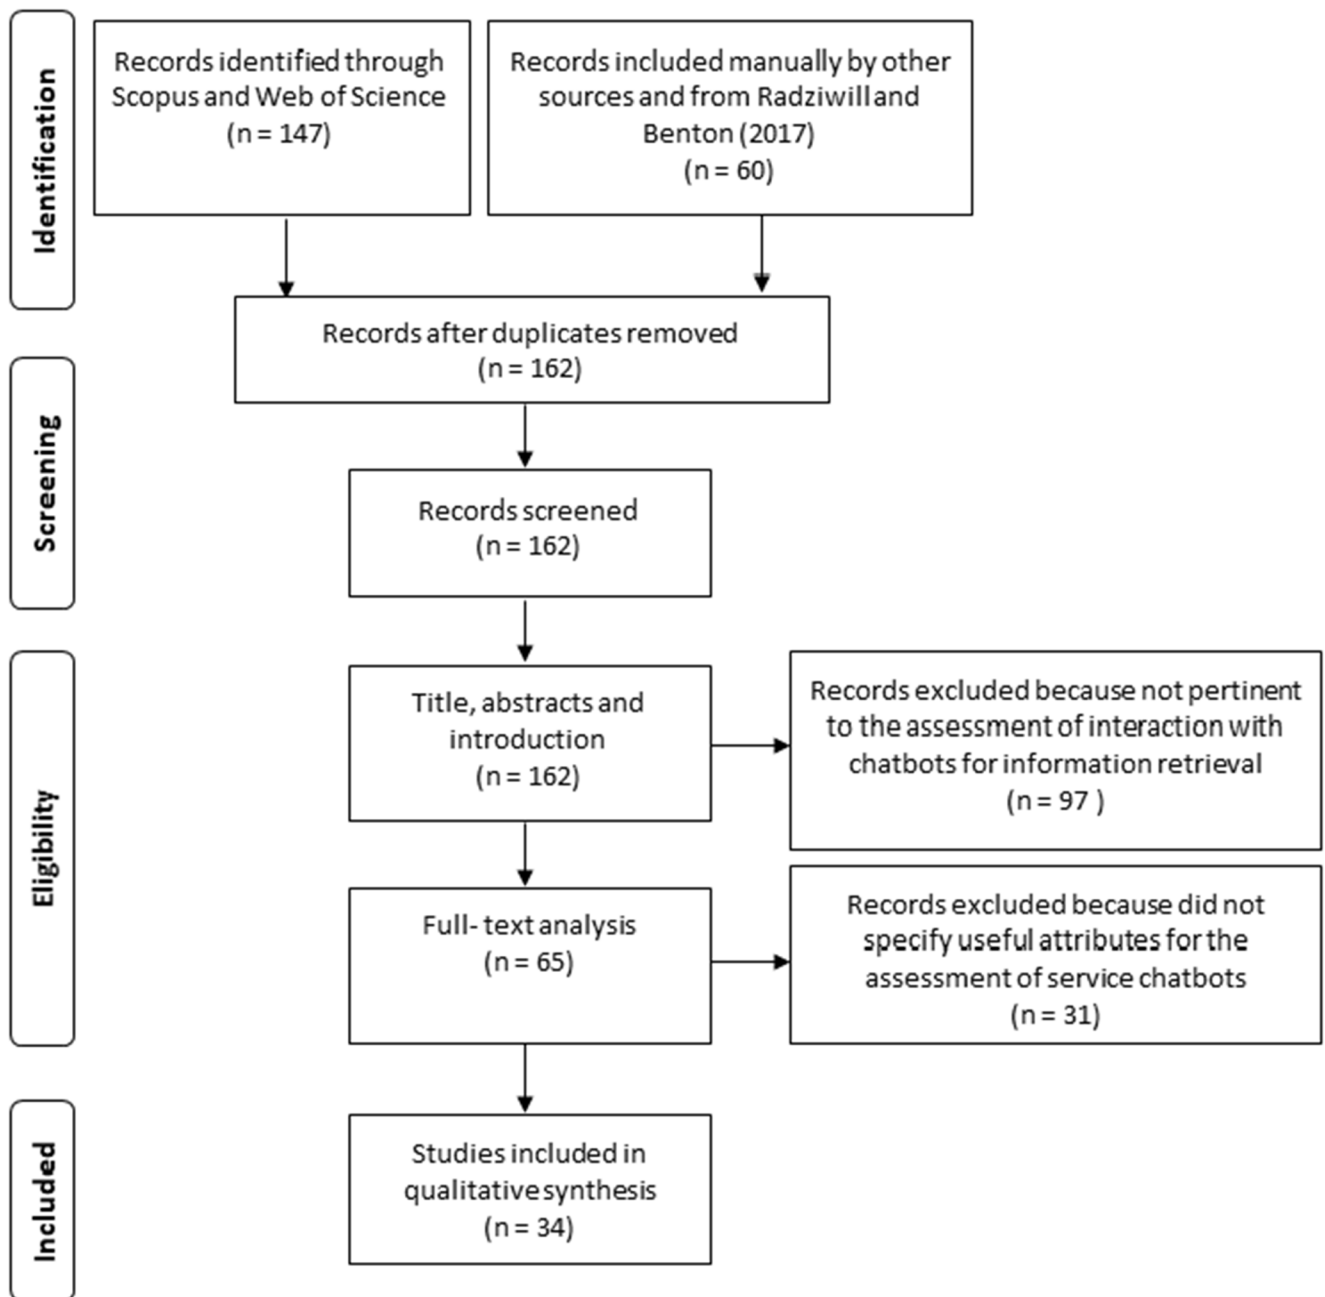 Identification
Records identified through
Scopus and Web of Science
(n = 147)
Records included manually by other
sources and from Radziwill and
Benton (2017)
(n = 60)
Records after duplicates removed
(n = 162)
Screening
Records screened
(n = 162)
Eligibility
Title, abstracts and
introduction
(n = 162)
Records excluded because not pertinent
to the assessment of interaction with
chatbots for information retrieval
(n = 97 )
Full- text analysis
(n = 65)
Records excluded because did not
specify useful attributes for the
assessment of service chatbots
(n = 31)
Included
Studies included in
qualitative synthesis
(n = 34)